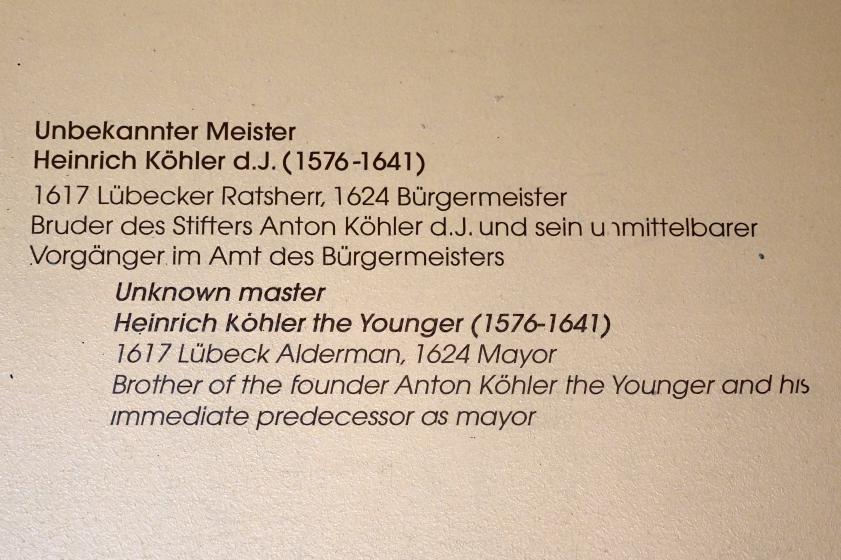 Unbekannter Meister
Heinrich Köhler d.J. (1576-1641)
1617 Lübecker Ratsherr, 1624 Bürgermeister
Bruder des Stifters Anton Köhler d.J. und sein unmittelbarer
Vorgänger im Amt des Bürgermeisters
Unknown master
Heinrich Köhler the Younger (1576-1641)
1617 Lübeck Alderman, 1624 Mayor
Brother of the founder Anton Köhler the Younger and his
immediate predecessor as mayor